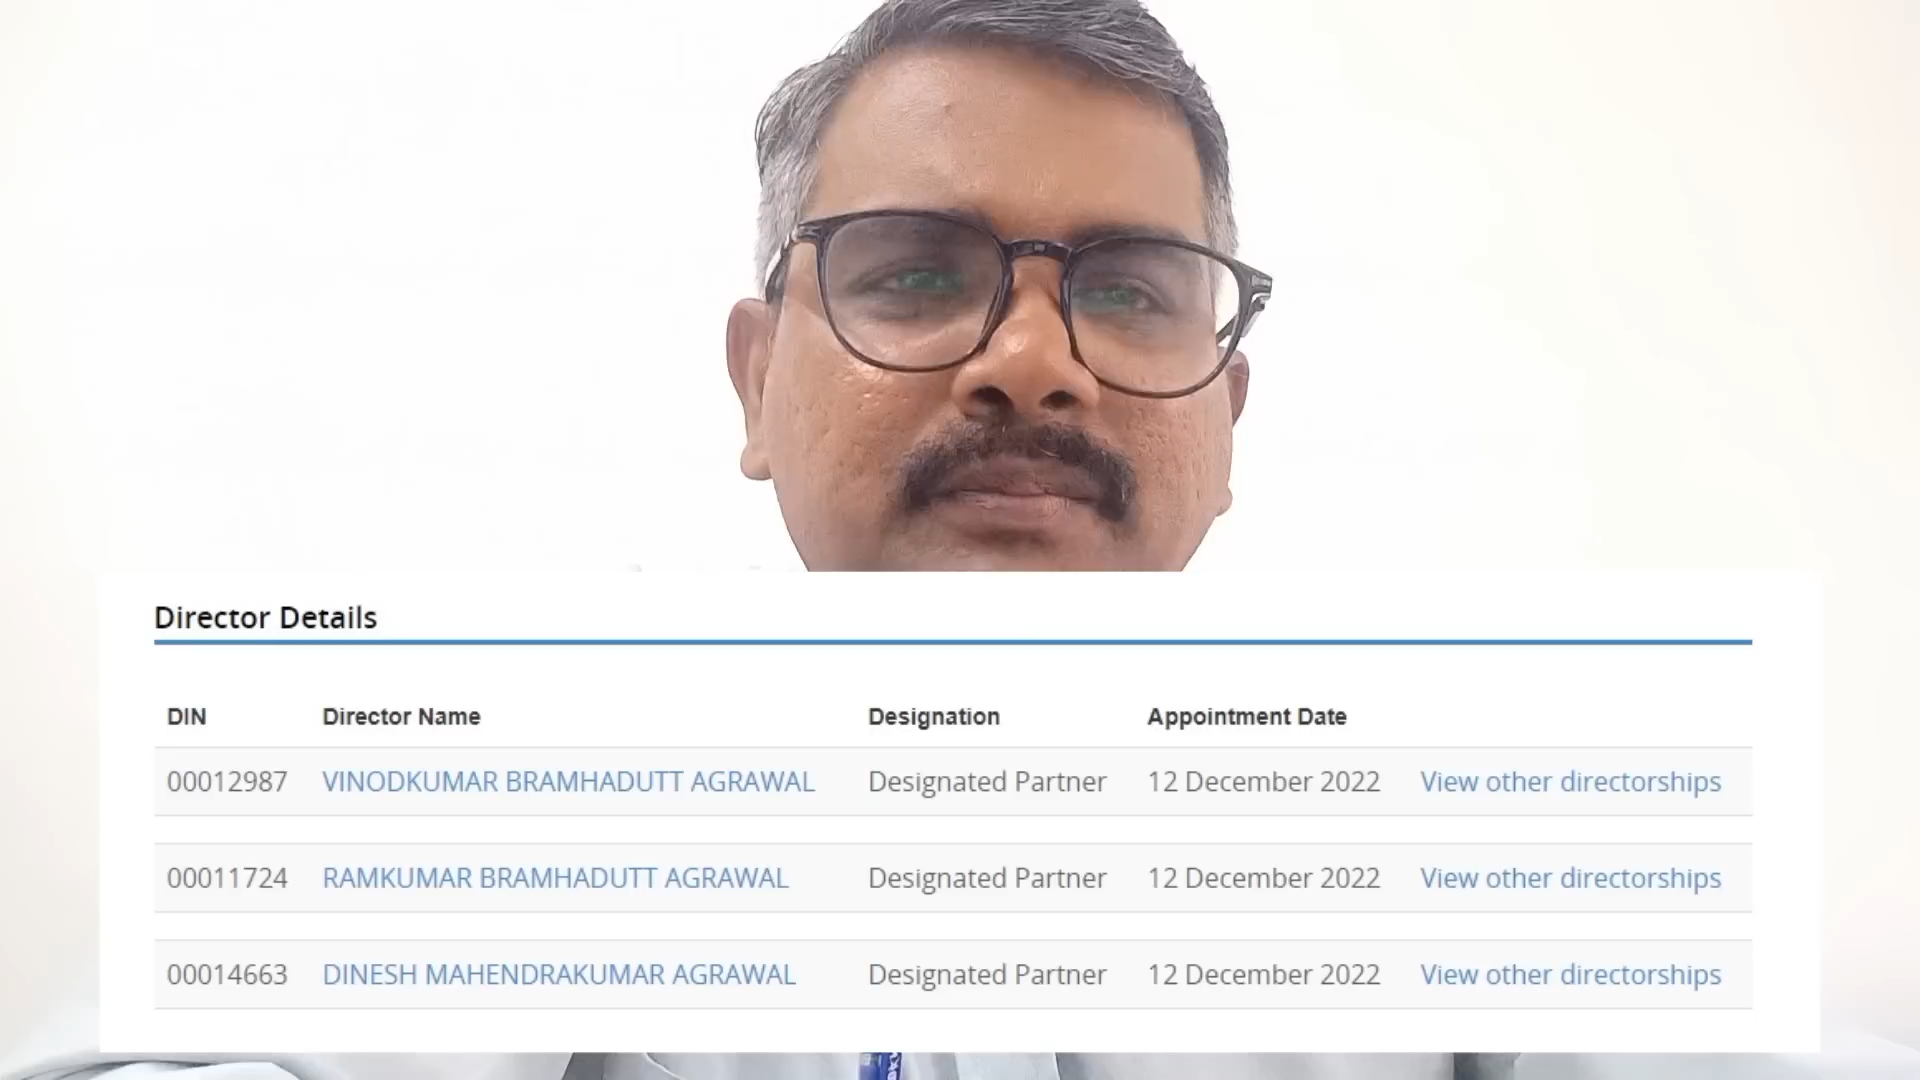 Director Details
DIN Director Name Designation Appointment Date
00012987 VINODKUMAR BRAMHADUTT AGRAWAL Designated Partner 12 December 2022 View other directorships
00011724 RAMKUMAR BRAMHADUTT AGRAWAL Designated Partner 12 December 2022 View other directorships
00014663 DINESH MAHENDRAKUMAR AGRAWAL Designated Partner 12 December 2022 View other directorships